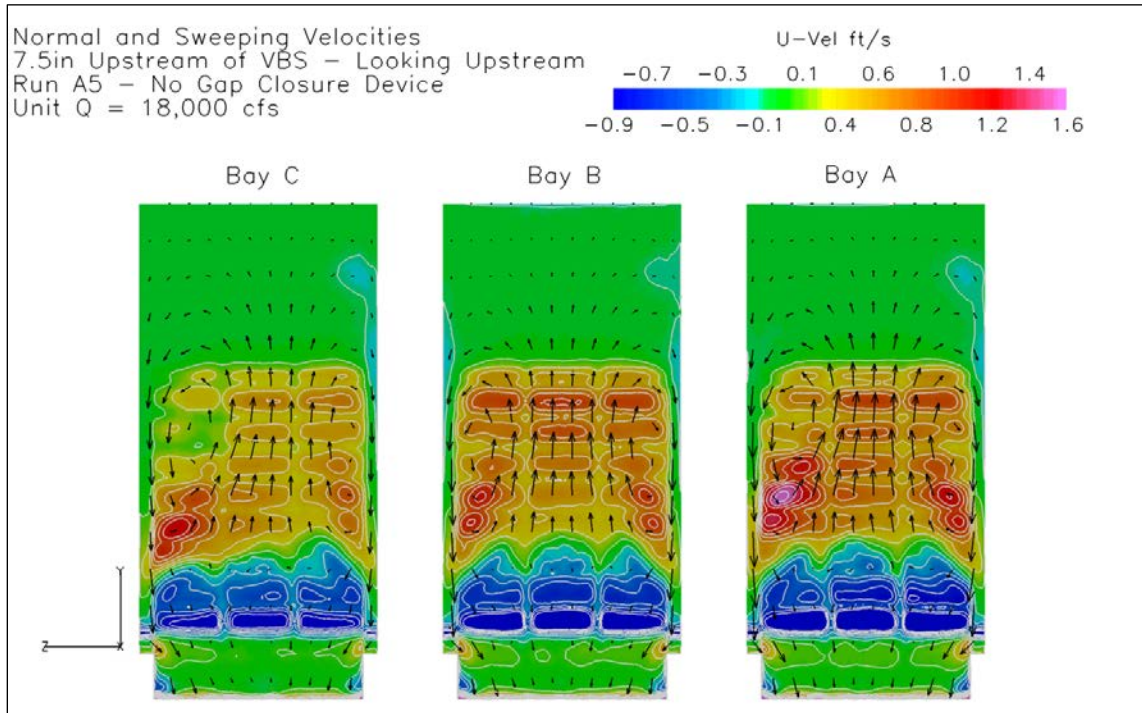 Normal and Sweeping Velocities
7.5in Upstream of VBS - Looking Upstream
Run A5 - No Gap Closure Device
Unit Q = 18,000 cfs
U-Vel ft/s
-0.7 -0.3 0.1 0.6 1.0 1.4
-0.9 -0.5 -0.1 0.4 0.8 1.2 1.6
Bay C Bay B Bay A
Y
Z X